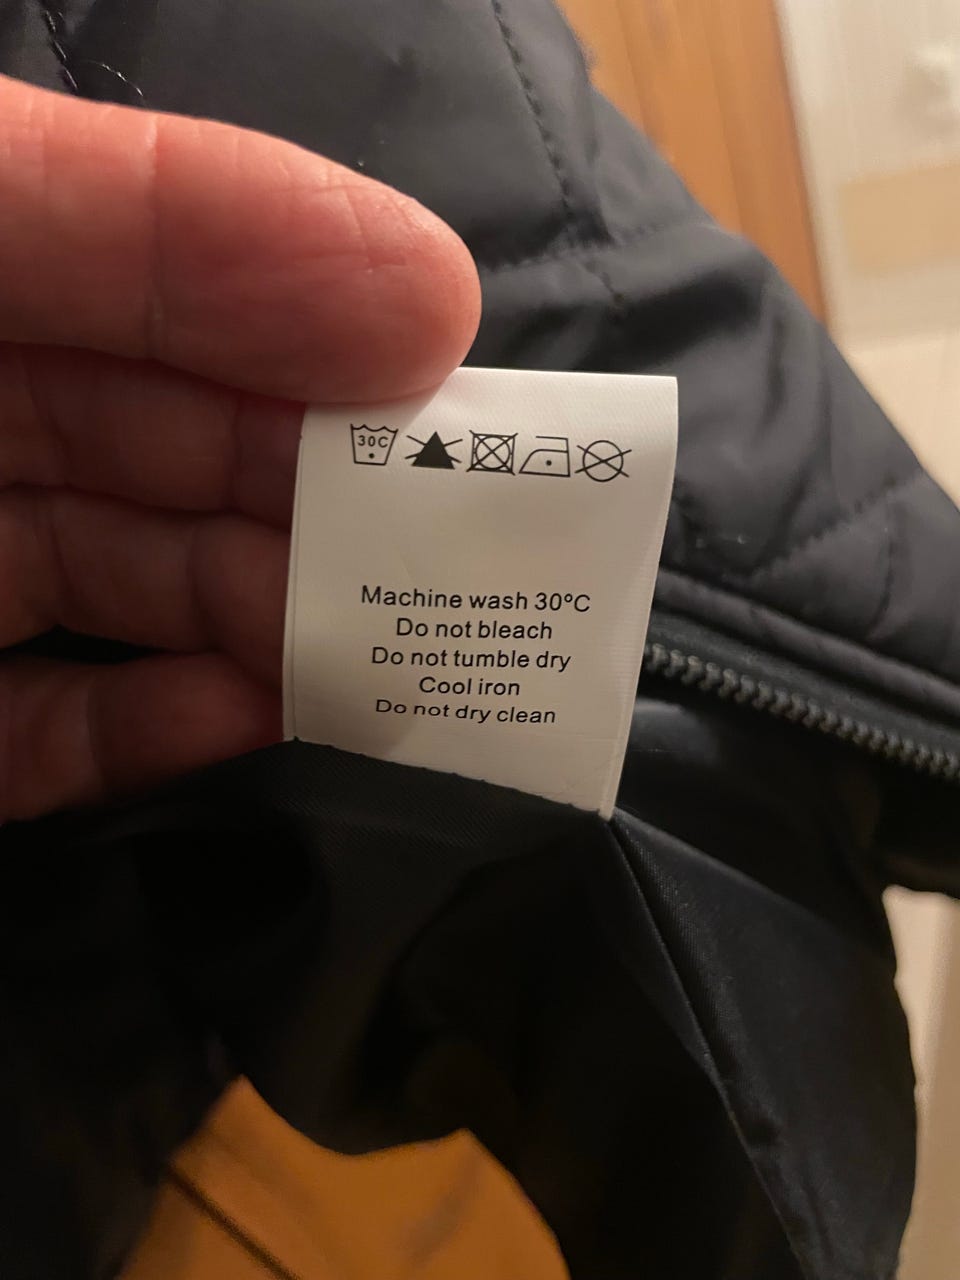 30C
Machine wash 30°C
Do not bleach
Do not tumble dry
Cool iron
Do not dry clean